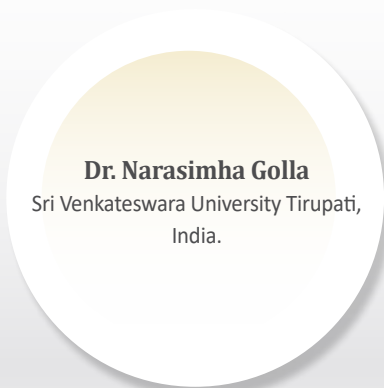 Dr. Narasimha Golla
Sri Venkateswara University Tirupati,
India.